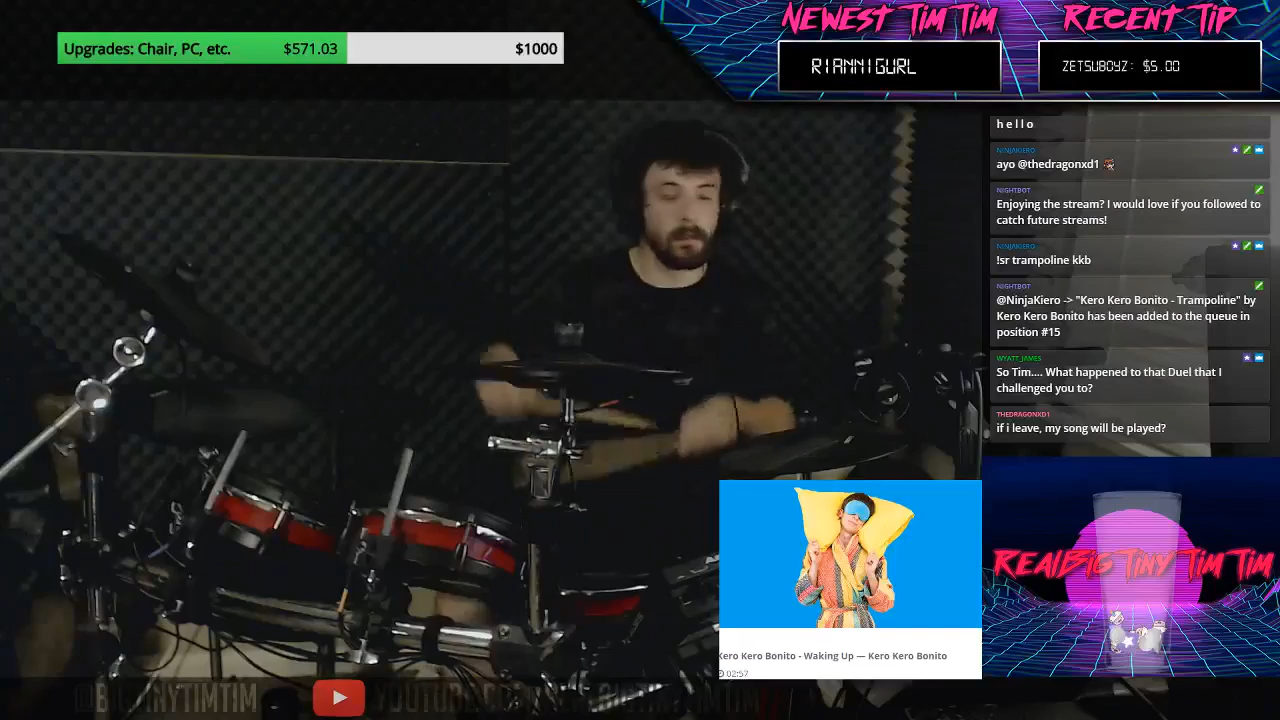 Upgrades: Chair, PC, etc. $571.03 $1000
Newest Tim Tim
RIANNIGURL
Recent Tip
ZETSUBOYZ: $5.00
hello
NINJAKIERO
ayo @thedragonxd1
NIGHTBOT
Enjoying the stream? I would love if you followed to
catch future streams!
NINJAKIERO
!sr trampoline kkb
NIGHTBOT
@NinjaKiero -> "Kero Kero Bonito - Trampoline" by
Kero Kero Bonito has been added to the queue in
position #15
WYATT_JAMES
So Tim.... What happened to that Duel that I
challenged you to?
THEDRAGONXD1
if i leave, my song will be played?
RealBig Tiny Tim Tim
Kero Kero Bonito - Waking Up — Kero Kero Bonito
02:57